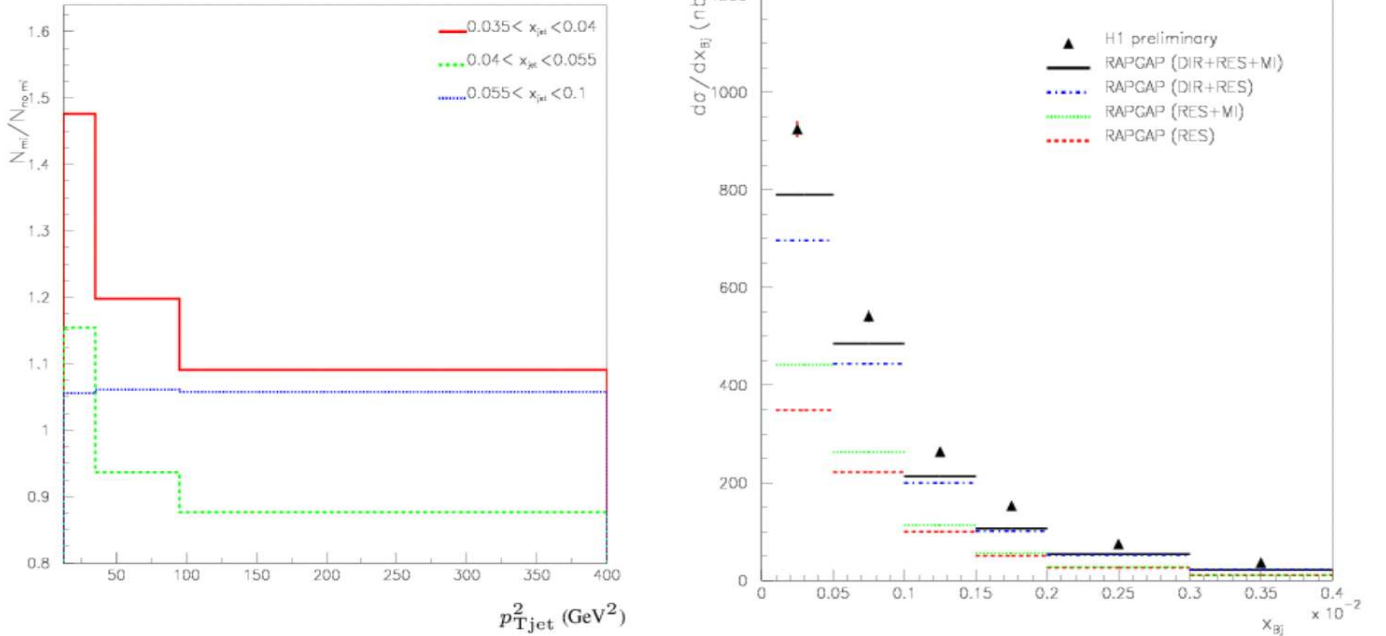 N_mi/N_no mi
1.6
1.5
1.4
1.3
1.2
1.1
1
0.9
0.8
0.035< x_jet <0.04
0.04< x_jet <0.055
0.055< x_jet <0.1
50 100 150 200 250 300 350 400
p²_Tjet (GeV²)
dσ/dx_Bj (nb
1000
800
600
400
200
0
H1 preliminary
RAPGAP (DIR+RES+MI)
RAPGAP (DIR+RES)
RAPGAP (RES+MI)
RAPGAP (RES)
0 0.05 0.1 0.15 0.2 0.25 0.3 0.35 0.4
x 10⁻²
x_Bj